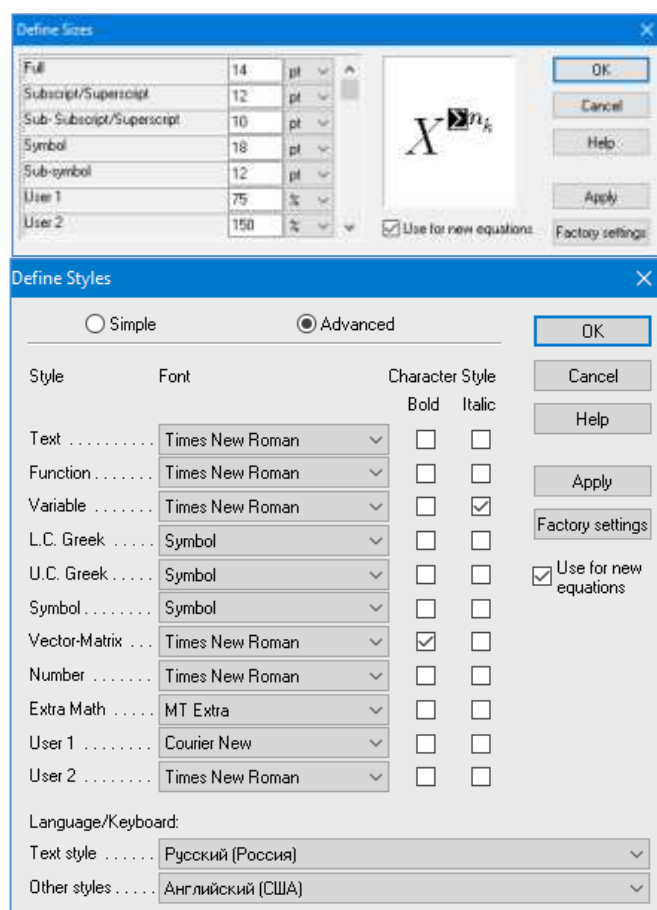 Define Sizes
Full 14 pt
Subscript/Superscript 12 pt
Sub- Subscript/Superscript 10 pt
Symbol 18 pt
Sub-symbol 12 pt
User 1 75 %
User 2 150 %
X Σ n k
Use for new equations
OK
Cancel
Help
Apply
Factory settings
Define Styles
Simple Advanced
Style Font Character Style
Bold Italic
Text . . . . . . . . . . Times New Roman
Function . . . . . . . Times New Roman
Variable . . . . . . . Times New Roman
L.C. Greek . . . . . Symbol
U.C. Greek . . . . . Symbol
Symbol . . . . . . . . Symbol
Vector-Matrix . . . Times New Roman
Number . . . . . . . Times New Roman
Extra Math . . . . . MT Extra
User 1 . . . . . . . . Courier New
User 2 . . . . . . . . Times New Roman
Language/Keyboard:
Text style . . . . . . Русский (Россия)
Other styles . . . . . Английский (США)
OK
Cancel
Help
Apply
Factory settings
Use for new
equations